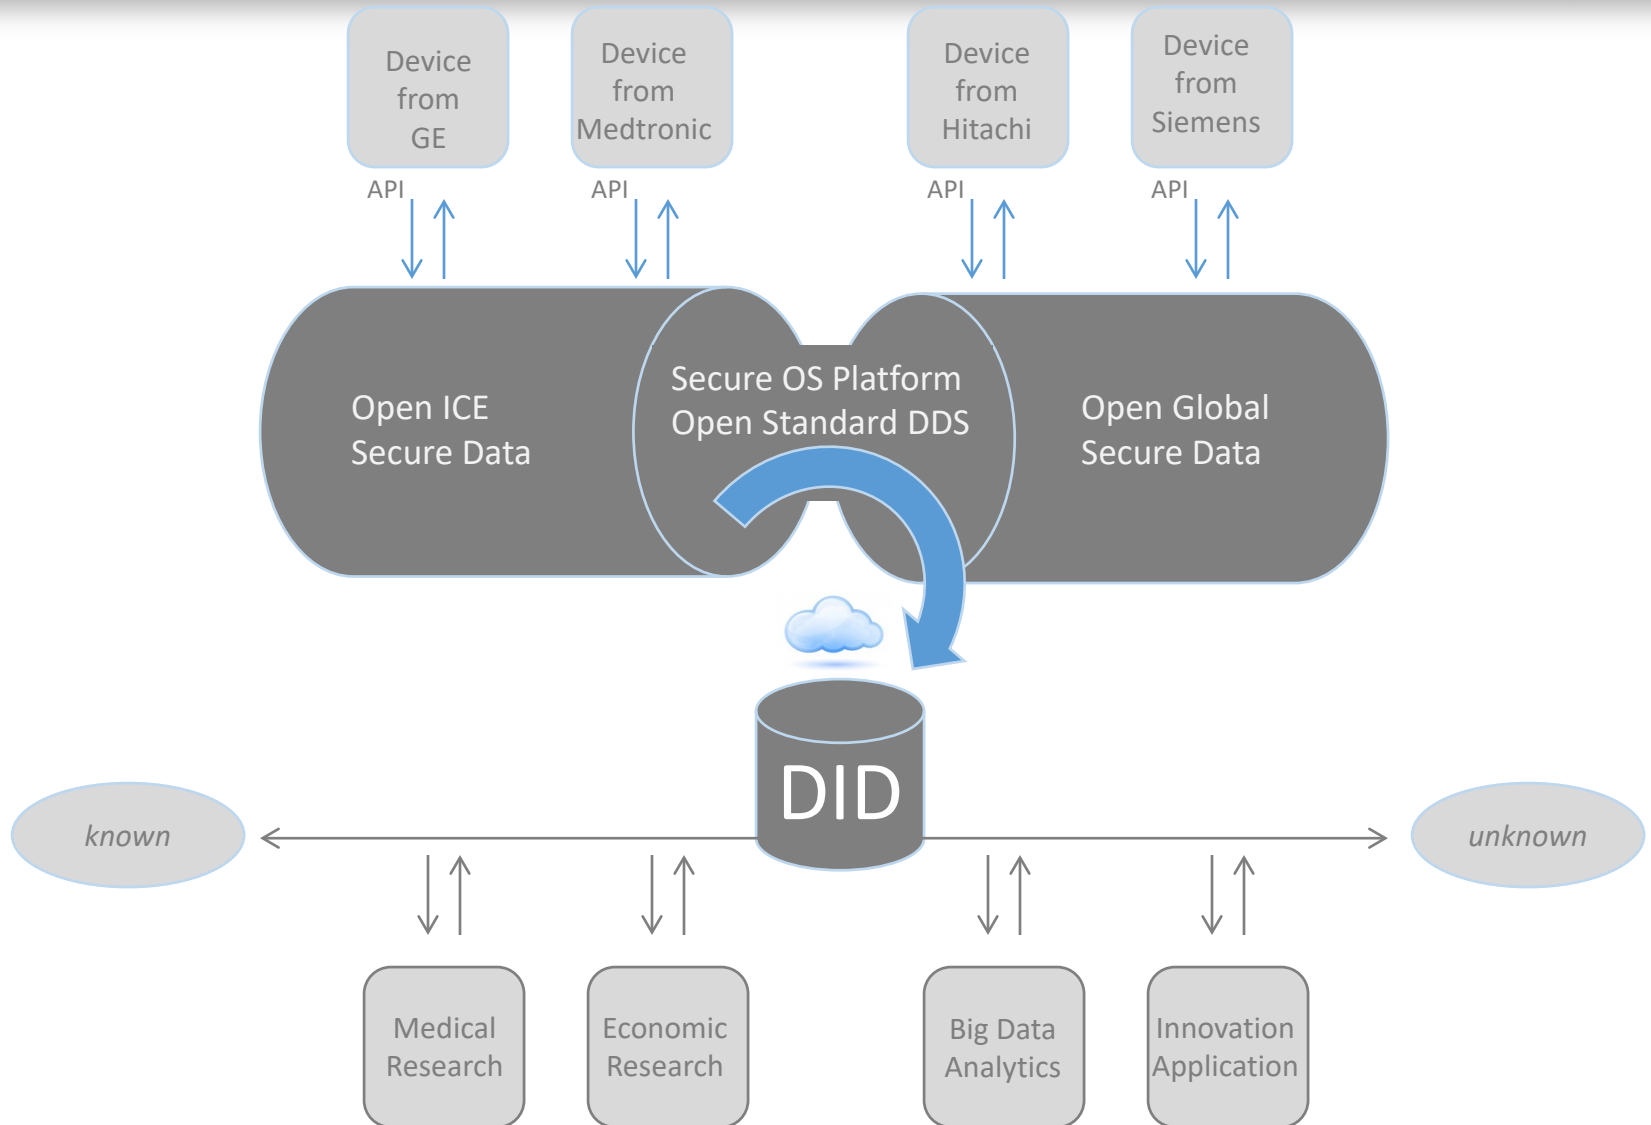 Device
from
GE
Device
from
Medtronic
Device
from
Hitachi
Device
from
Siemens
API
API
API
API
Open ICE
Secure Data
Secure OS Platform
Open Standard DDS
Open Global
Secure Data
DID
known
unknown
Medical
Research
Economic
Research
Big Data
Analytics
Innovation
Application